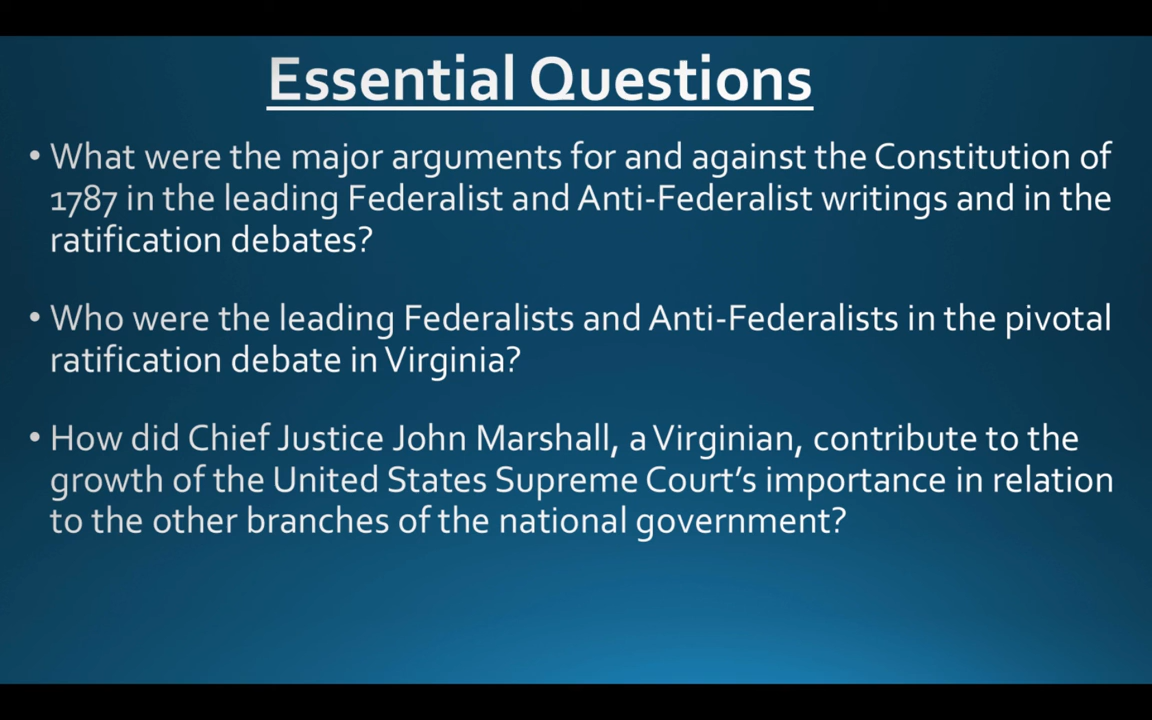 Essential Questions
• What were the major arguments for and against the Constitution of
1787 in the leading Federalist and Anti-Federalist writings and in the
ratification debates?
• Who were the leading Federalists and Anti-Federalists in the pivotal
ratification debate in Virginia?
• How did Chief Justice John Marshall, a Virginian, contribute to the
growth of the United States Supreme Court's importance in relation
to the other branches of the national government?